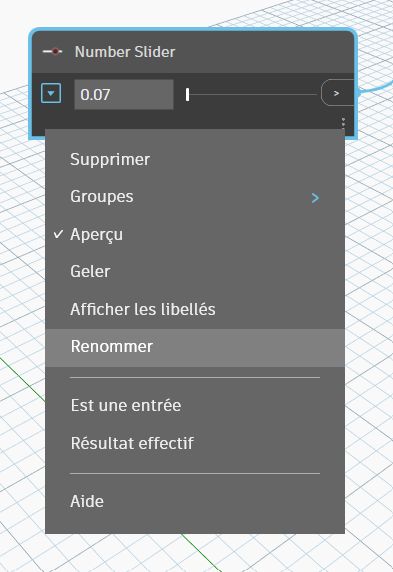 Number Slider
0.07 >
Supprimer
Groupes >
Aperçu
Geler
Afficher les libellés
Renommer
Est une entrée
Résultat effectif
Aide